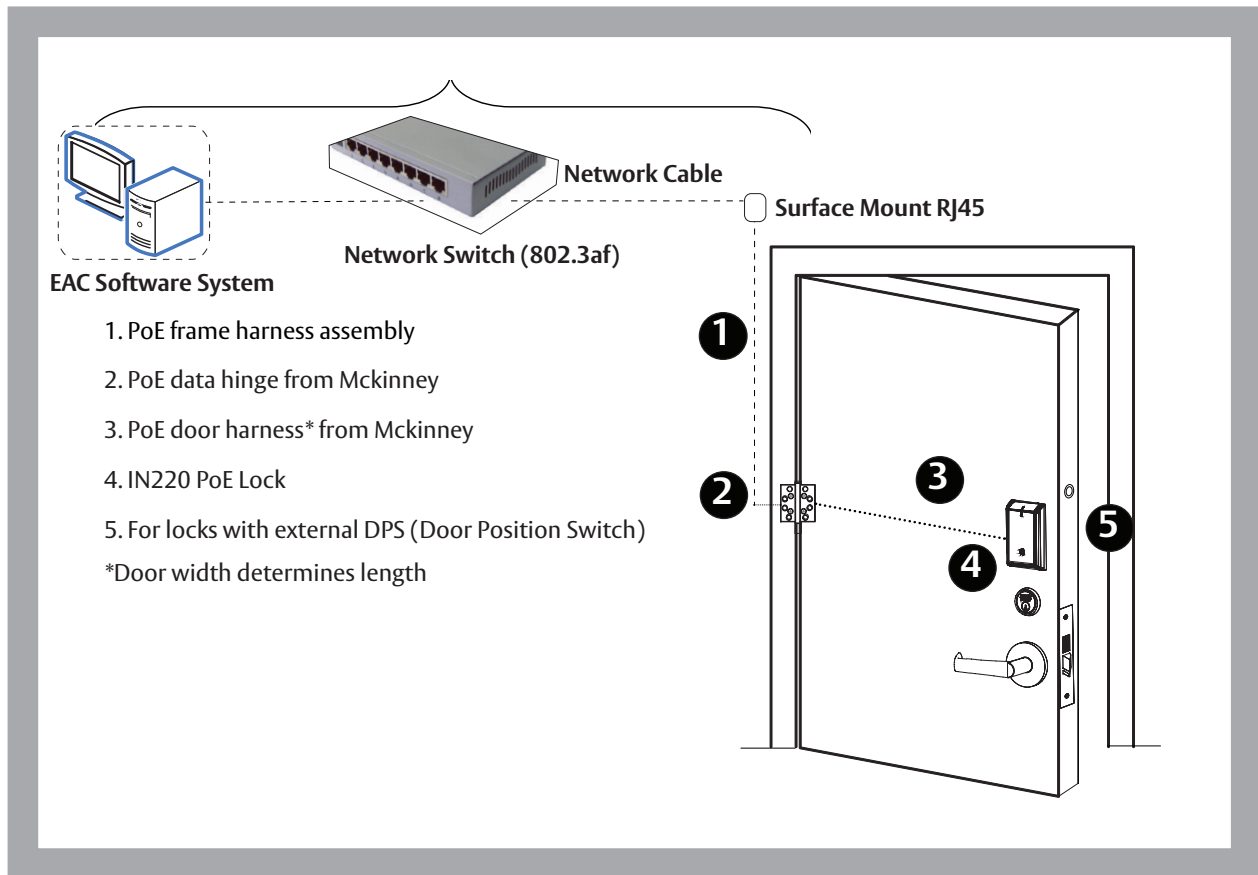 Network Cable
Surface Mount RJ45
Network Switch (802.3af)
EAC Software System
1. PoE frame harness assembly
2. PoE data hinge from Mckinney
3. PoE door harness* from Mckinney
4. IN220 PoE Lock
5. For locks with external DPS (Door Position Switch)
*Door width determines length
1
2
3
4
5